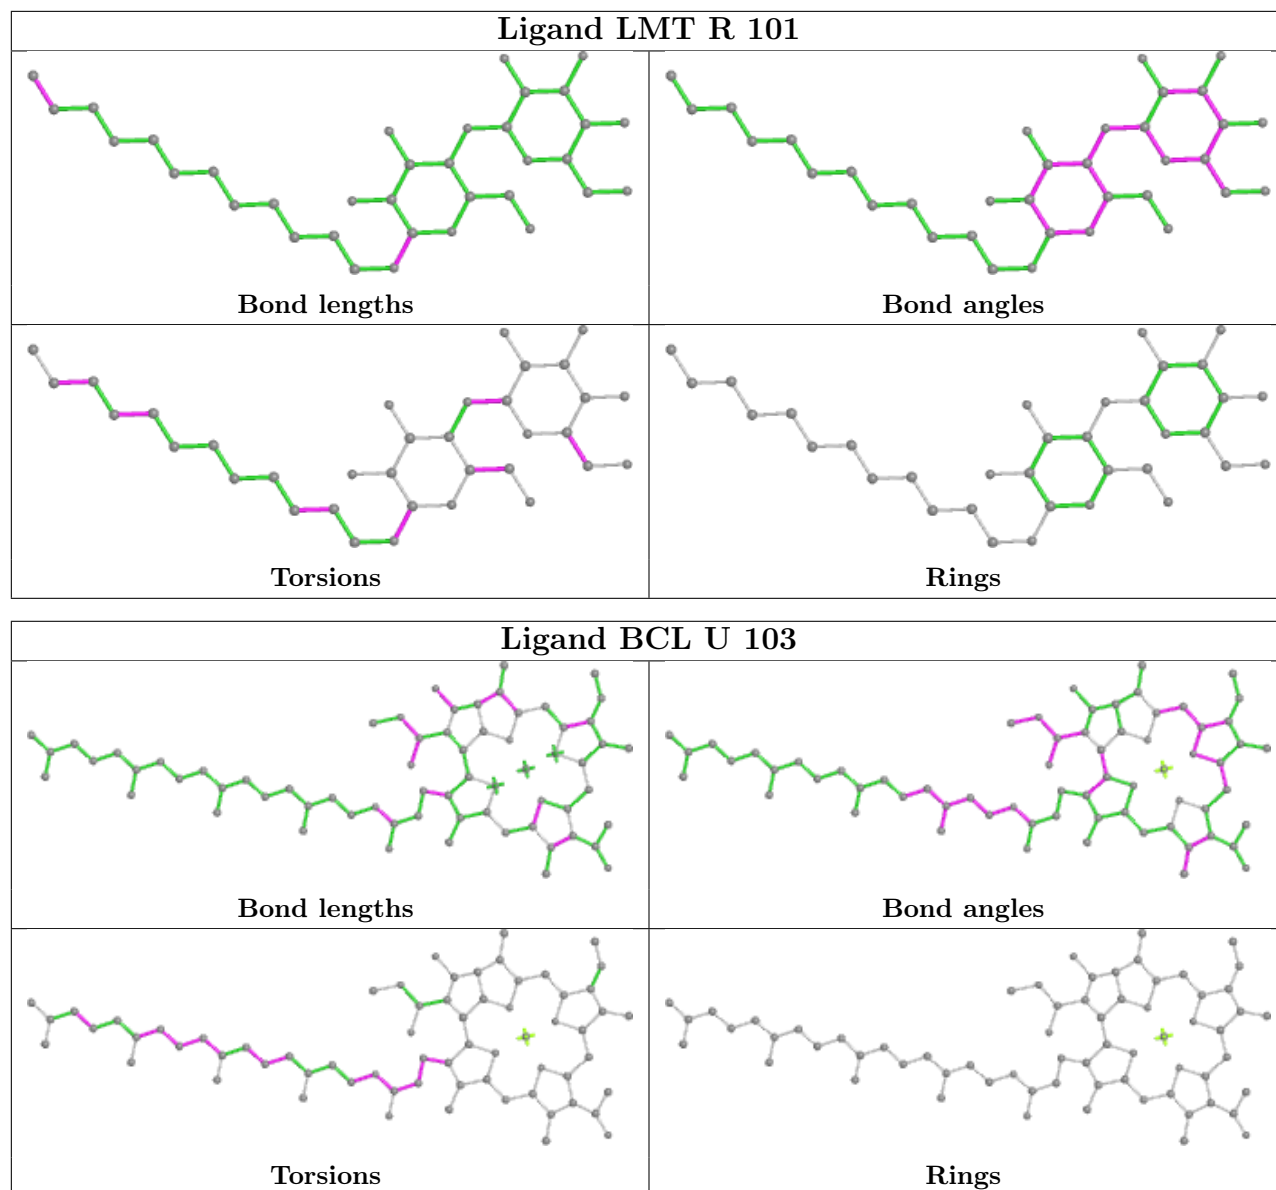 Ligand LMT R 101
Bond lengths
Bond angles
Torsions
Rings
Ligand BCL U 103
Bond lengths
Bond angles
Torsions
Rings